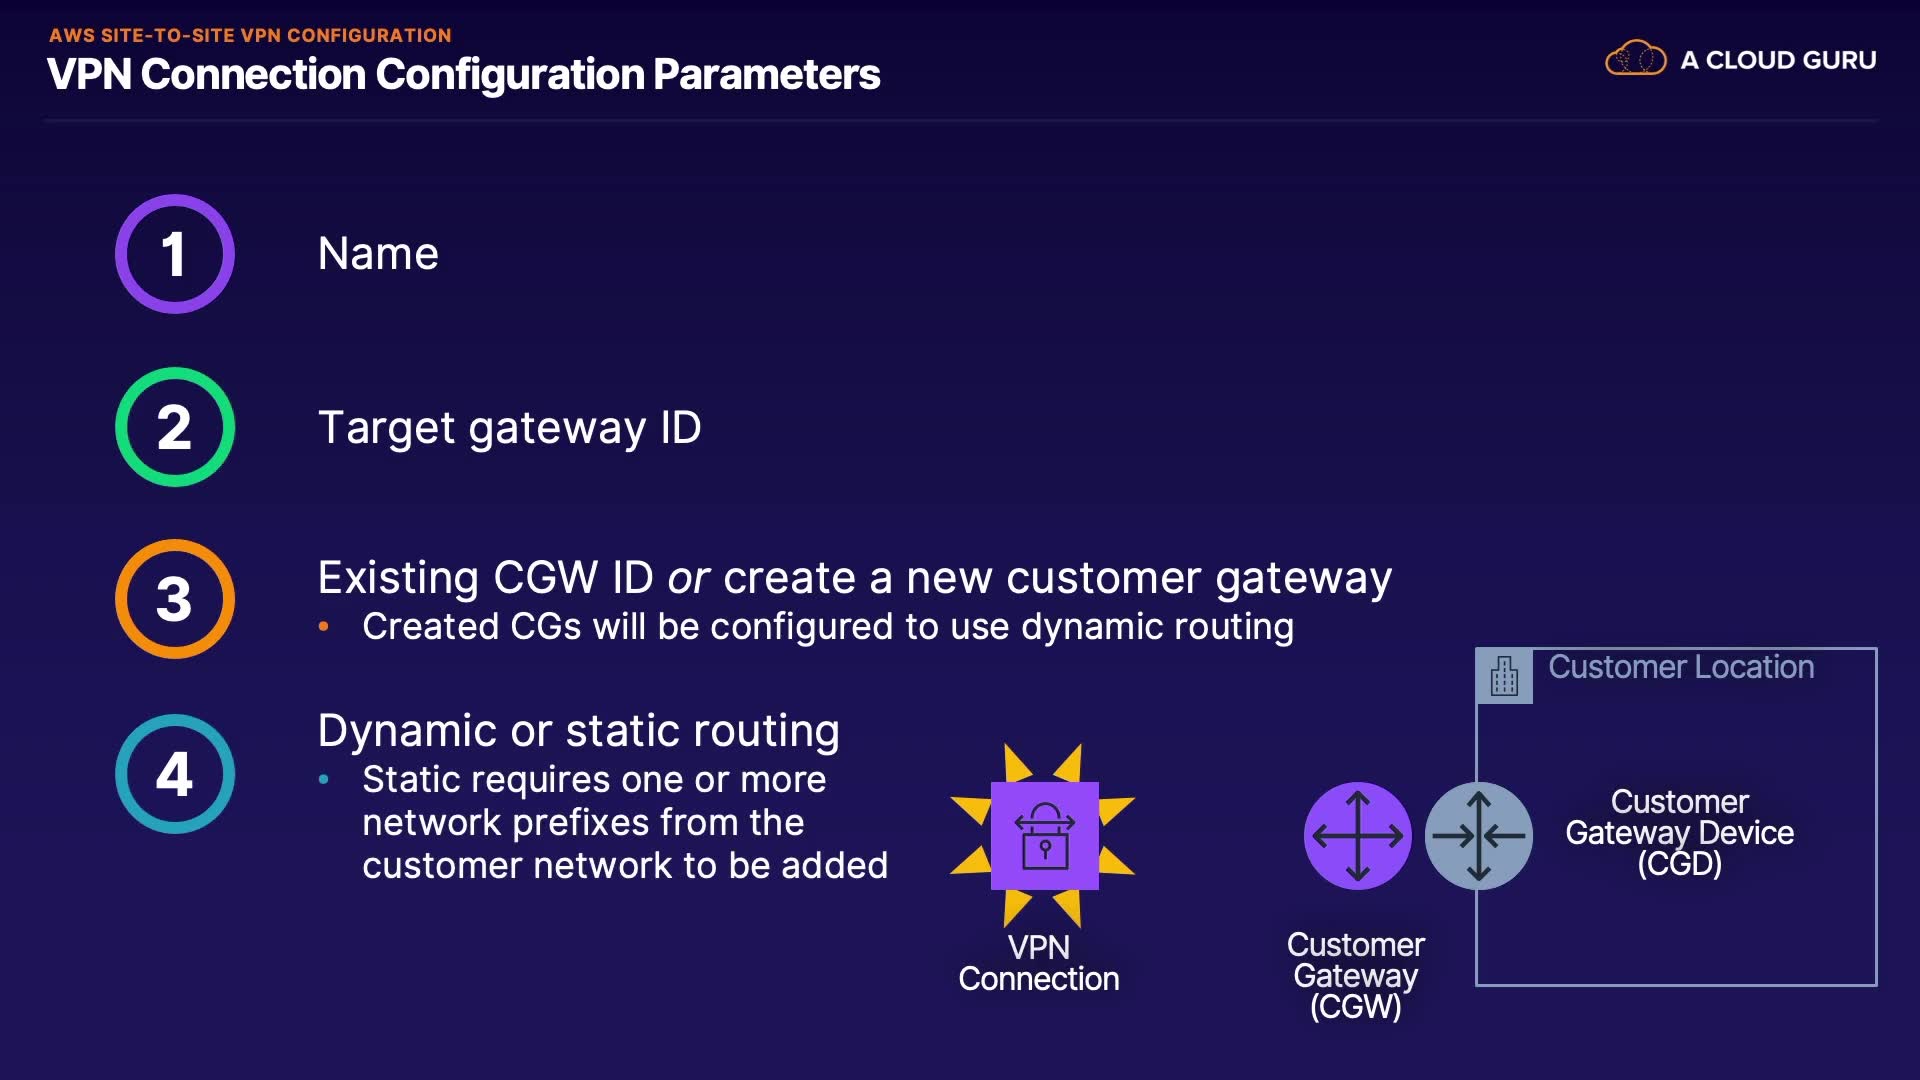 AWS SITE-TO-SITE VPN CONFIGURATION
VPN Connection Configuration Parameters
A CLOUD GURU
1
Name
2
Target gateway ID
3
Existing CGW ID or create a new customer gateway
• Created CGs will be configured to use dynamic routing
4
Dynamic or static routing
• Static requires one or more
network prefixes from the
customer network to be added
VPN
Connection
Customer
Gateway
(CGW)
Customer Location
Customer
Gateway Device
(CGD)